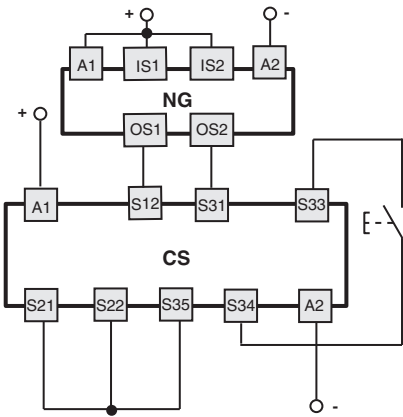 + -
A1 IS1 IS2 A2
NG
OS1 OS2
+
A1 S12 S31 S33
CS
S21 S22 S35 S34 A2
-